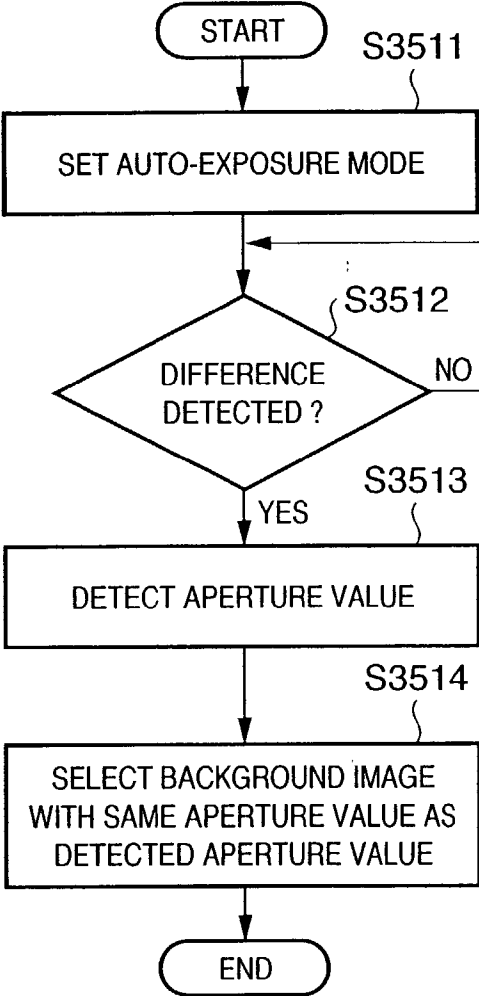 START
S3511
SET AUTO-EXPOSURE MODE
S3512
DIFFERENCE
DETECTED ?
NO
YES
S3513
DETECT APERTURE VALUE
S3514
SELECT BACKGROUND IMAGE
WITH SAME APERTURE VALUE AS
DETECTED APERTURE VALUE
END